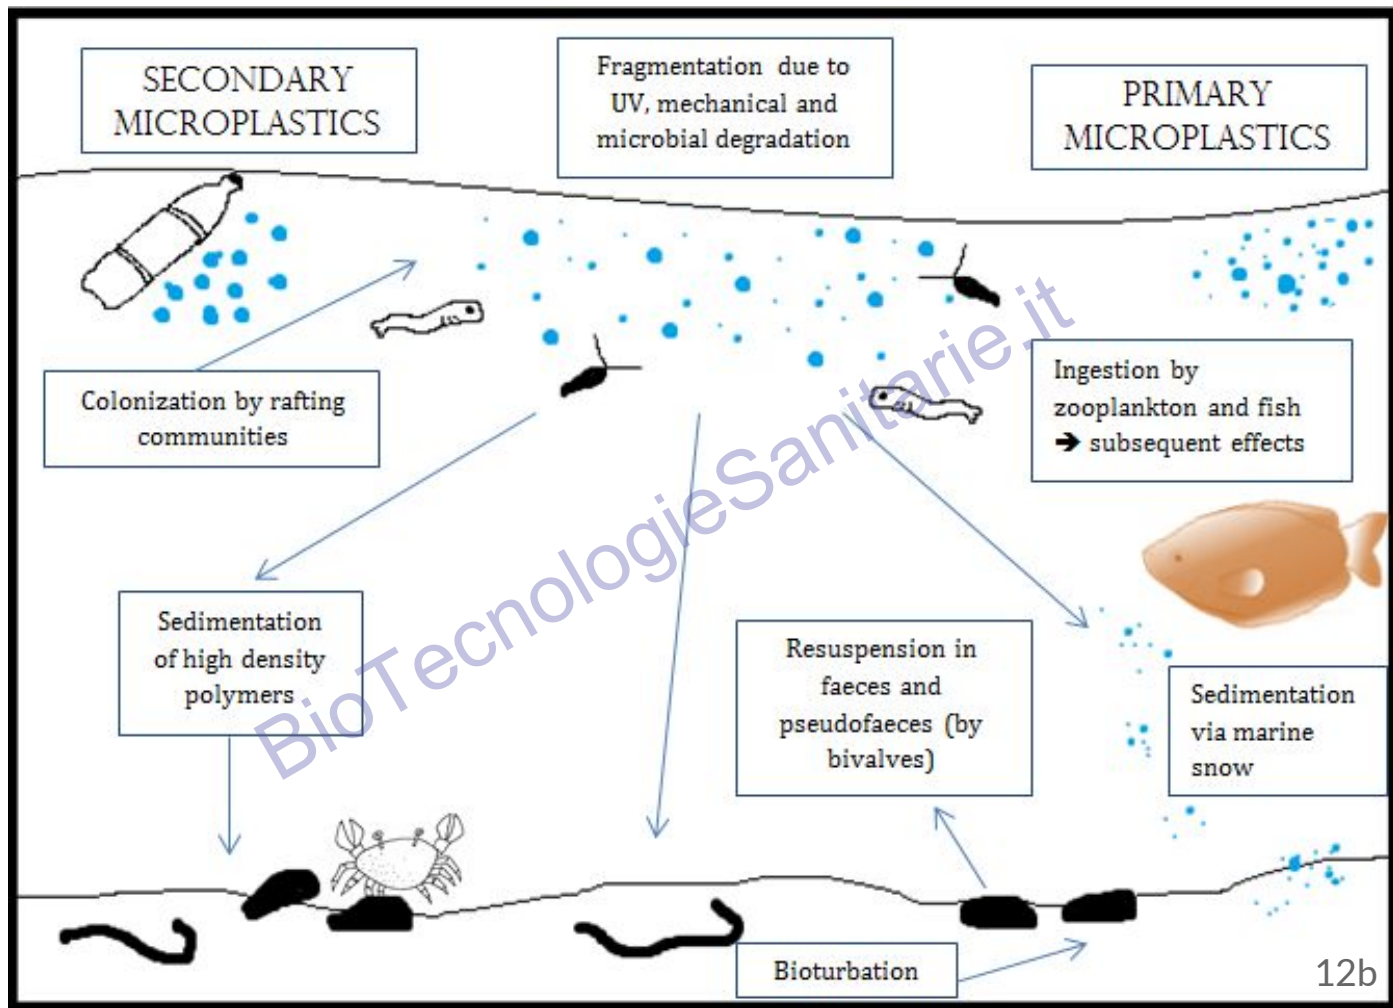 SECONDARY
MICROPLASTICS
Fragmentation due to
UV, mechanical and
microbial degradation
PRIMARY
MICROPLASTICS
Colonization by rafting
communities
Ingestion by
zooplankton and fish
➔ subsequent effects
Sedimentation
of high density
polymers
Resuspension in
faeces and
pseudofaeces (by
bivalves)
Sedimentation
via marine
snow
Bioturbation
12b
BioTecnologieSanitarie.it